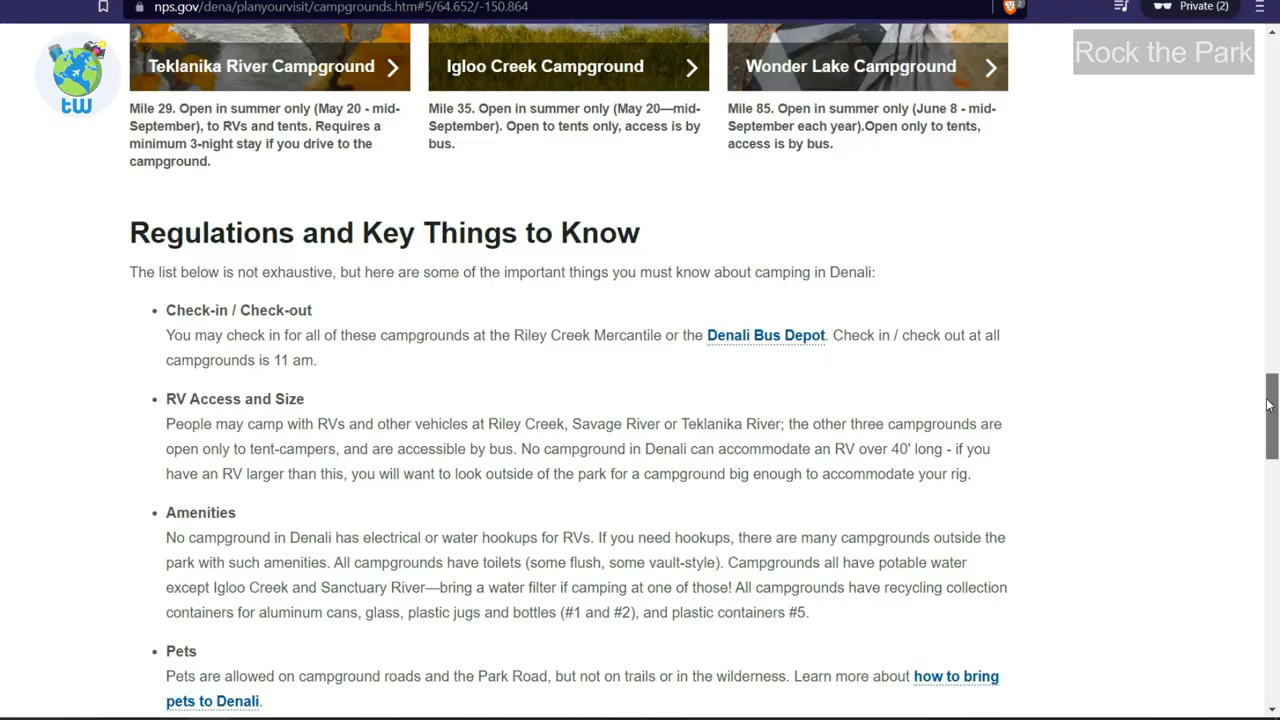 nps.gov/dena/planyourvisit/campgrounds.htm#5/64.652/-150.864
2
Private (2)
tw
Rock the Park
Teklanika River Campground
Igloo Creek Campground
Wonder Lake Campground
Mile 29. Open in summer only (May 20 - mid-
September), to RVs and tents. Requires a
minimum 3-night stay if you drive to the
campground.
Mile 35. Open in summer only (May 20—mid-
September). Open to tents only, access is by
bus.
Mile 85. Open in summer only (June 8 - mid-
September each year).Open only to tents,
access is by bus.
Regulations and Key Things to Know
The list below is not exhaustive, but here are some of the important things you must know about camping in Denali:
• Check-in / Check-out
You may check in for all of these campgrounds at the Riley Creek Mercantile or the Denali Bus Depot. Check in / check out at all
campgrounds is 11 am.
• RV Access and Size
People may camp with RVs and other vehicles at Riley Creek, Savage River or Teklanika River; the other three campgrounds are
open only to tent-campers, and are accessible by bus. No campground in Denali can accommodate an RV over 40' long - if you
have an RV larger than this, you will want to look outside of the park for a campground big enough to accommodate your rig.
• Amenities
No campground in Denali has electrical or water hookups for RVs. If you need hookups, there are many campgrounds outside the
park with such amenities. All campgrounds have toilets (some flush, some vault-style). Campgrounds all have potable water
except Igloo Creek and Sanctuary River—bring a water filter if camping at one of those! All campgrounds have recycling collection
containers for aluminum cans, glass, plastic jugs and bottles (#1 and #2), and plastic containers #5.
• Pets
Pets are allowed on campground roads and the Park Road, but not on trails or in the wilderness. Learn more about how to bring
pets to Denali.